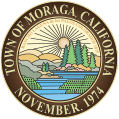 TOWN OF MORAGA, CALIFORNIA
NOVEMBER, 1974